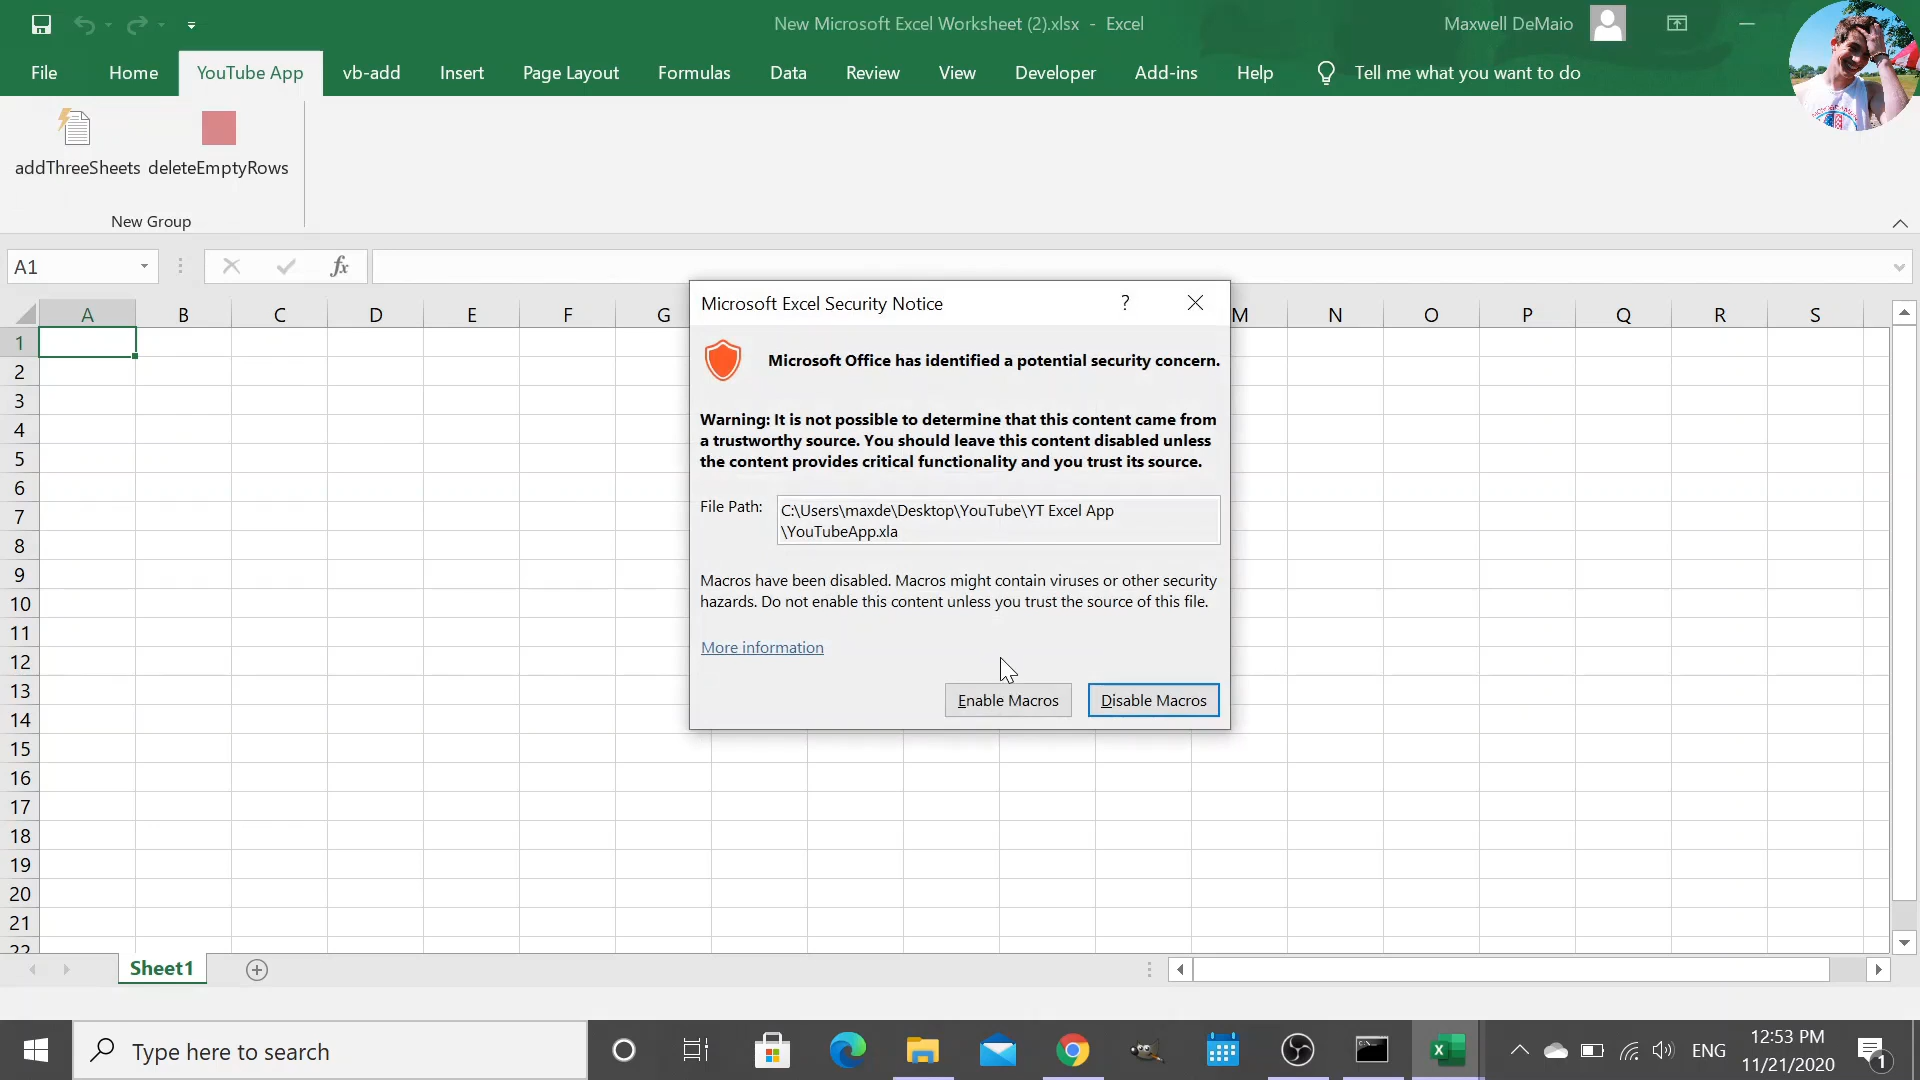 New Microsoft Excel Worksheet (2).xlsx - Excel
Maxwell DeMaio
File Home YouTube App vb-add Insert Page Layout Formulas Data Review View Developer Add-ins Help Tell me what you want to do
addThreeSheets deleteEmptyRows
New Group
A1
fx
A B C D E F G M N O P Q R S
1
2
3
4
5
6
7
8
9
10
11
12
13
14
15
16
17
18
19
20
21
22
Microsoft Excel Security Notice ?
Microsoft Office has identified a potential security concern.
Warning: It is not possible to determine that this content came from
a trustworthy source. You should leave this content disabled unless
the content provides critical functionality and you trust its source.
File Path: C:\Users\maxde\Desktop\YouTube\YT Excel App
\YouTubeApp.xla
Macros have been disabled. Macros might contain viruses or other security
hazards. Do not enable this content unless you trust the source of this file.
More information
Enable Macros Disable Macros
Sheet1
Type here to search
ENG
12:53 PM
11/21/2020
1